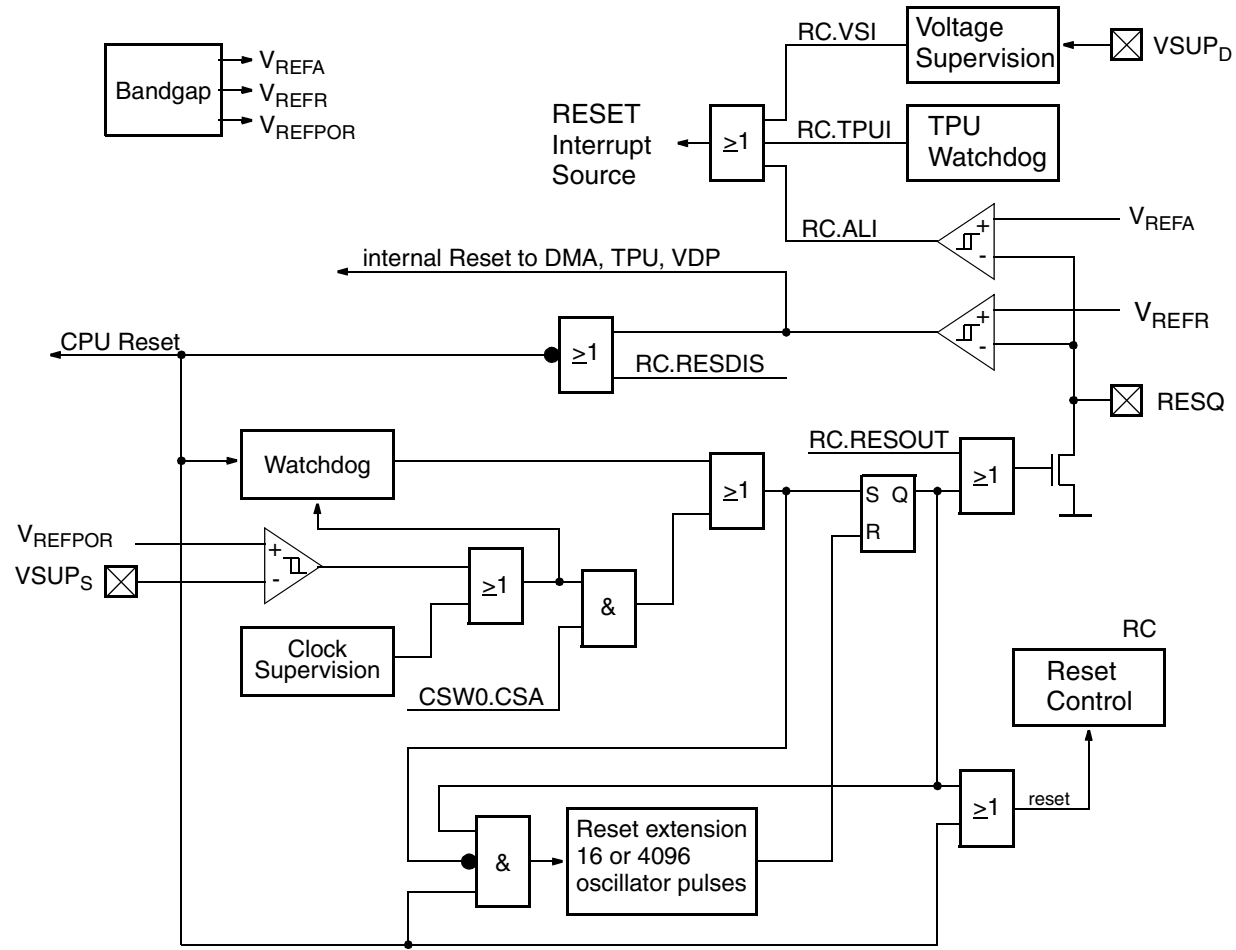 Bandgap
VREFA
VREFR
VREFPOR
RC.VSI
Voltage
Supervision
VSUPD
RESET
Interrupt
Source
≥1
RC.TPUI
TPU
Watchdog
RC.ALI
+
-
VREFA
internal Reset to DMA, TPU, VDP
CPU Reset
≥1
RC.RESDIS
+
-
VREFR
RESQ
Watchdog
≥1
RC.RESOUT
S Q
R
≥1
VREFPOR
VSUPS
+
-
≥1
&
Clock
Supervision
CSW0.CSA
RC
Reset
Control
≥1
reset
&
Reset extension
16 or 4096
oscillator pulses